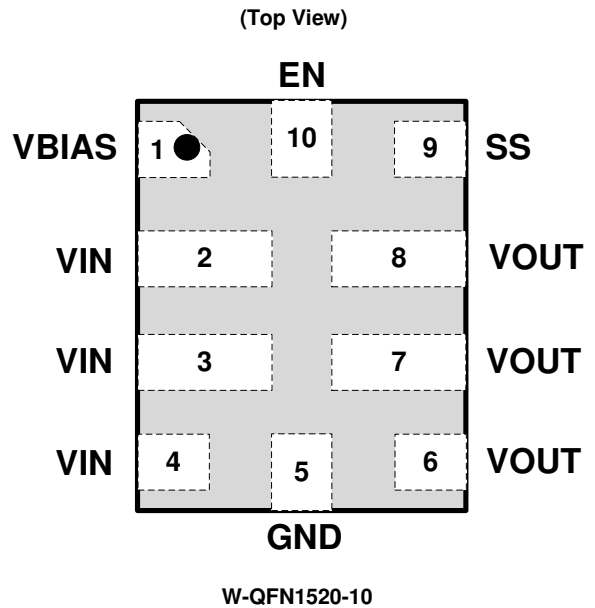 (Top View)
EN
VBIAS 1 10 9 SS
VIN 2 8 VOUT
VIN 3 7 VOUT
VIN 4 5 6 VOUT
GND
W-QFN1520-10